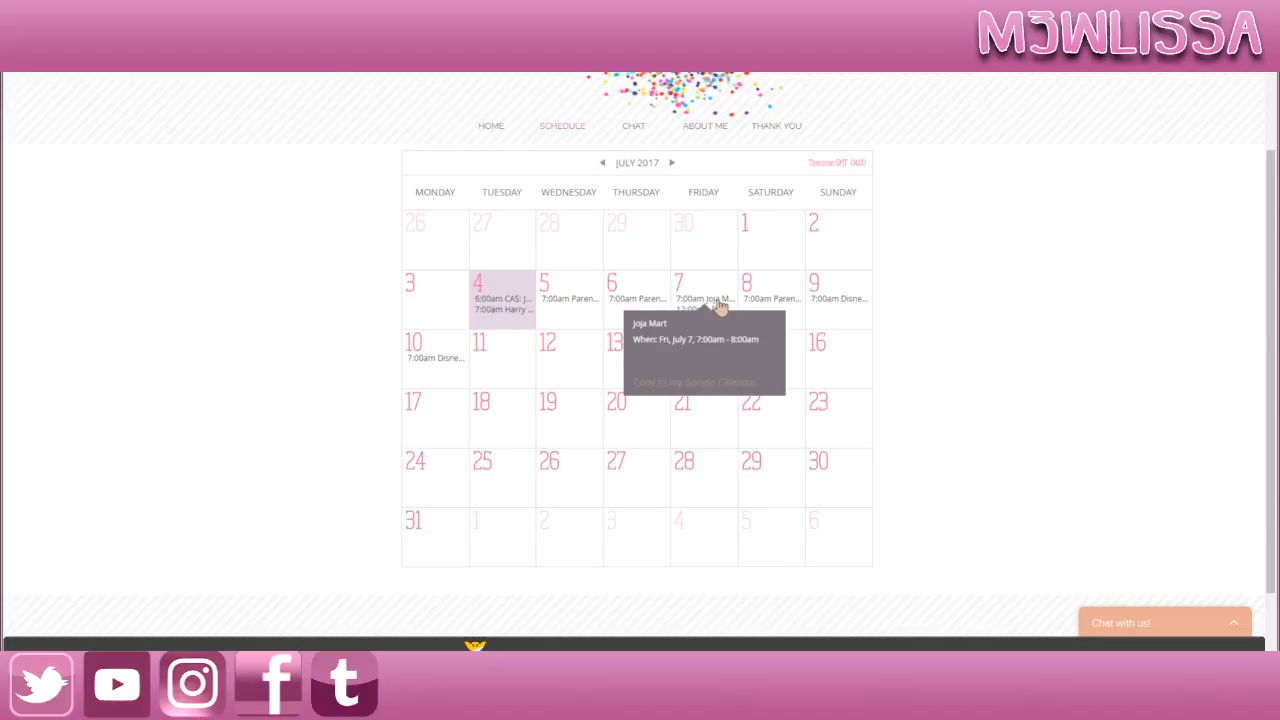 M3WLISSA
HOME SCHEDULE CHAT ABOUT ME THANK YOU
JULY 2017
Timezone: GMT -04:00
MONDAY TUESDAY WEDNESDAY THURSDAY FRIDAY SATURDAY SUNDAY
26 27 28 29 30 1 2
3 4 5 6 7 8 9
6:00am CAS: J... 7:00am Paren... 7:00am Paren... 7:00am Joja M... 7:00am Paren... 7:00am Disne...
7:00am Harry ...
Joja Mart
When: Fri, July 7, 7:00am - 8:00am
Copy to my Google Calendar
10 11 12 13 16
7:00am Disne...
17 18 19 20 21 22 23
24 25 26 27 28 29 30
31 1 2 3 4 5 6
Chat with us!